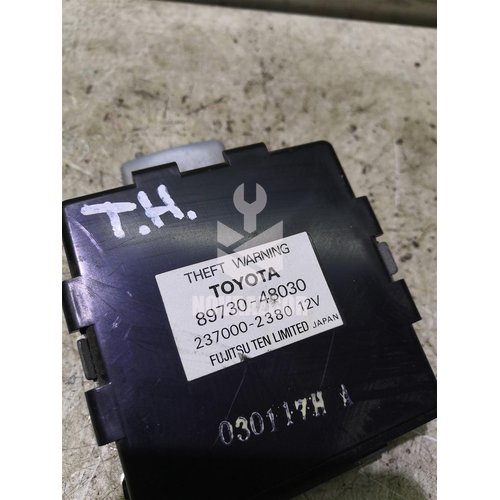 T.H.
THEFT WARNING
TOYOTA
89730-48030
237000-2380 12V
FUJITSU TEN LIMITED JAPAN
030117H A